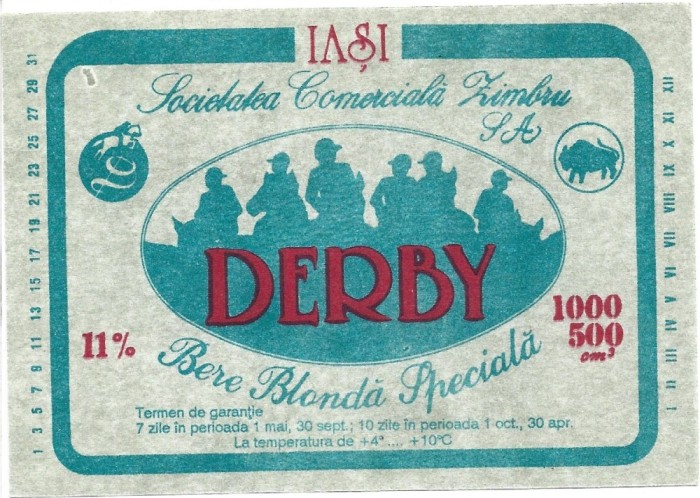 IAȘI
Societatea Comercială Zimbru
SA
DERBY
11%
1000
500
cm³
Bere Blondă Specială
Termen de garanție
7 zile în perioada 1 mai, 30 sept.; 10 zile în perioada 1 oct., 30 apr.
La temperatura de +4° .... +10°C
1 3 5 7 9 11 13 15 17 19 21 23 25 27 29 31
I II III IV V VI VII VIII IX X XI XII